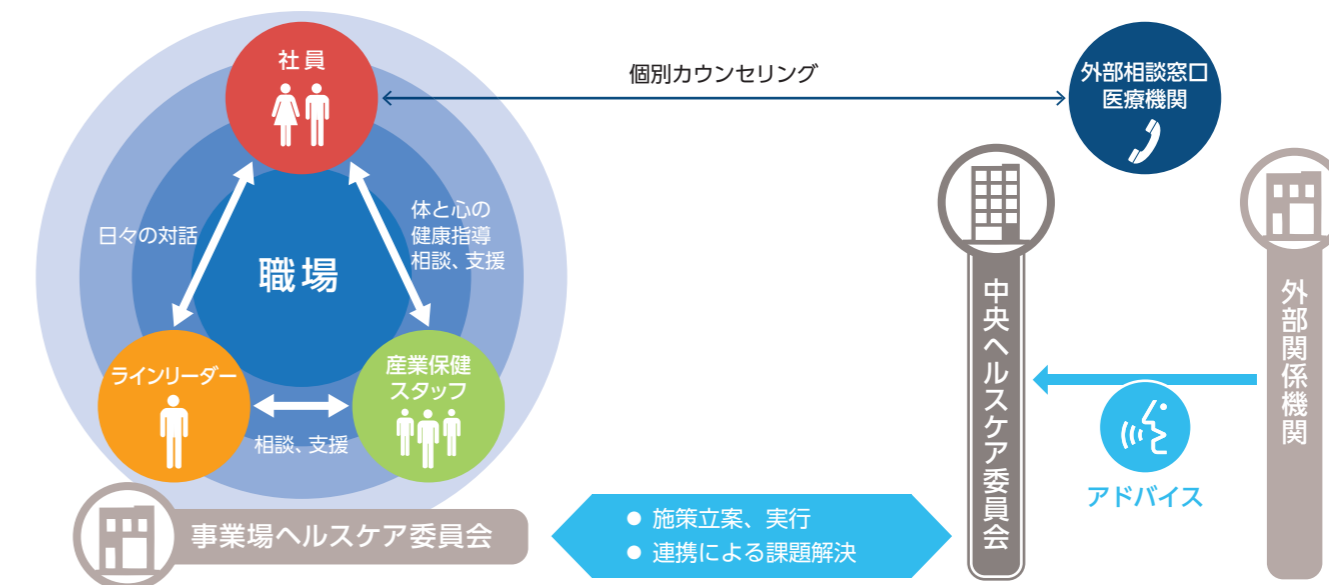 社員
個別カウンセリング
外部相談窓口
医療機関
日々の対話
体と心の
健康指導
相談、支援
職場
ラインリーダー
産業保健
スタッフ
相談、支援
事業場ヘルスケア委員会
● 施策立案、実行
● 連携による課題解決
中央ヘルスケア委員会
アドバイス
外部関係機関